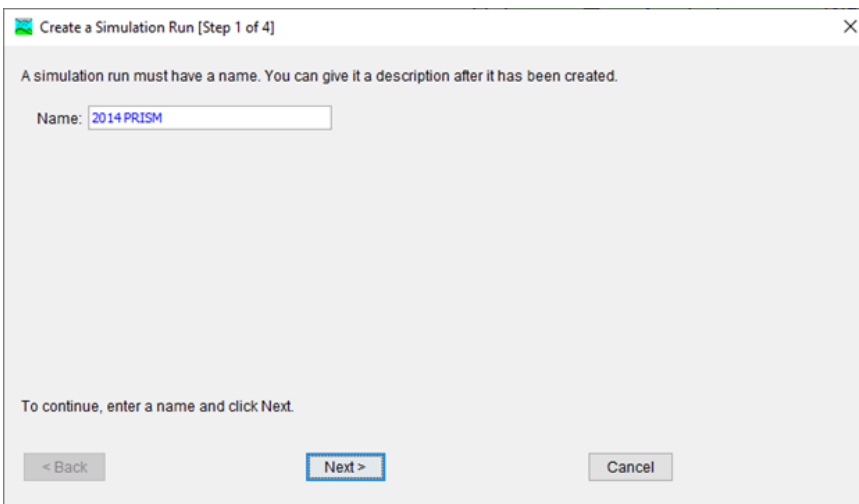 Create a Simulation Run [Step 1 of 4]
A simulation run must have a name. You can give it a description after it has been created.
Name: 2014 PRISM
To continue, enter a name and click Next.
< Back Next > Cancel